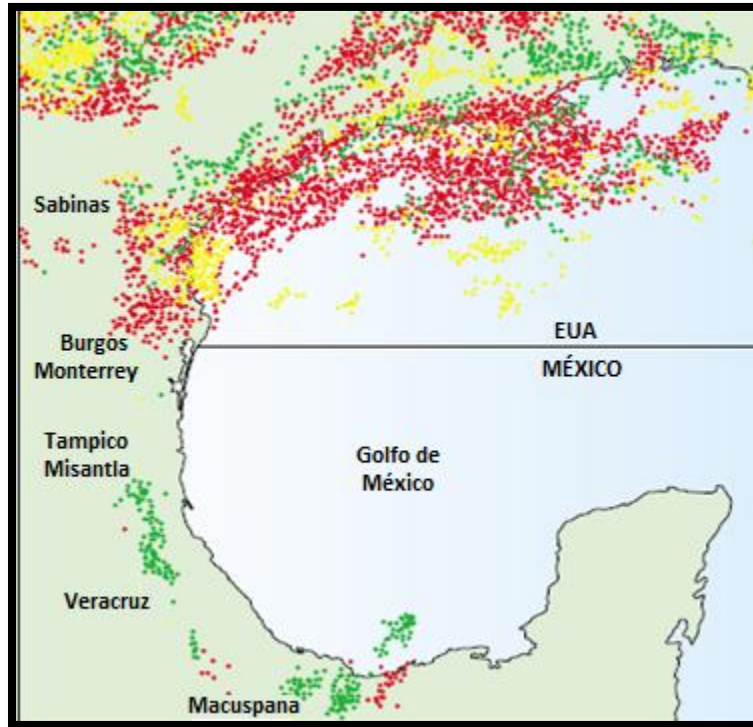 Sabinas
EUA
Burgos
Monterrey
MÉXICO
Tampico
Misantla
Golfo de
México
Veracruz
Macuspana